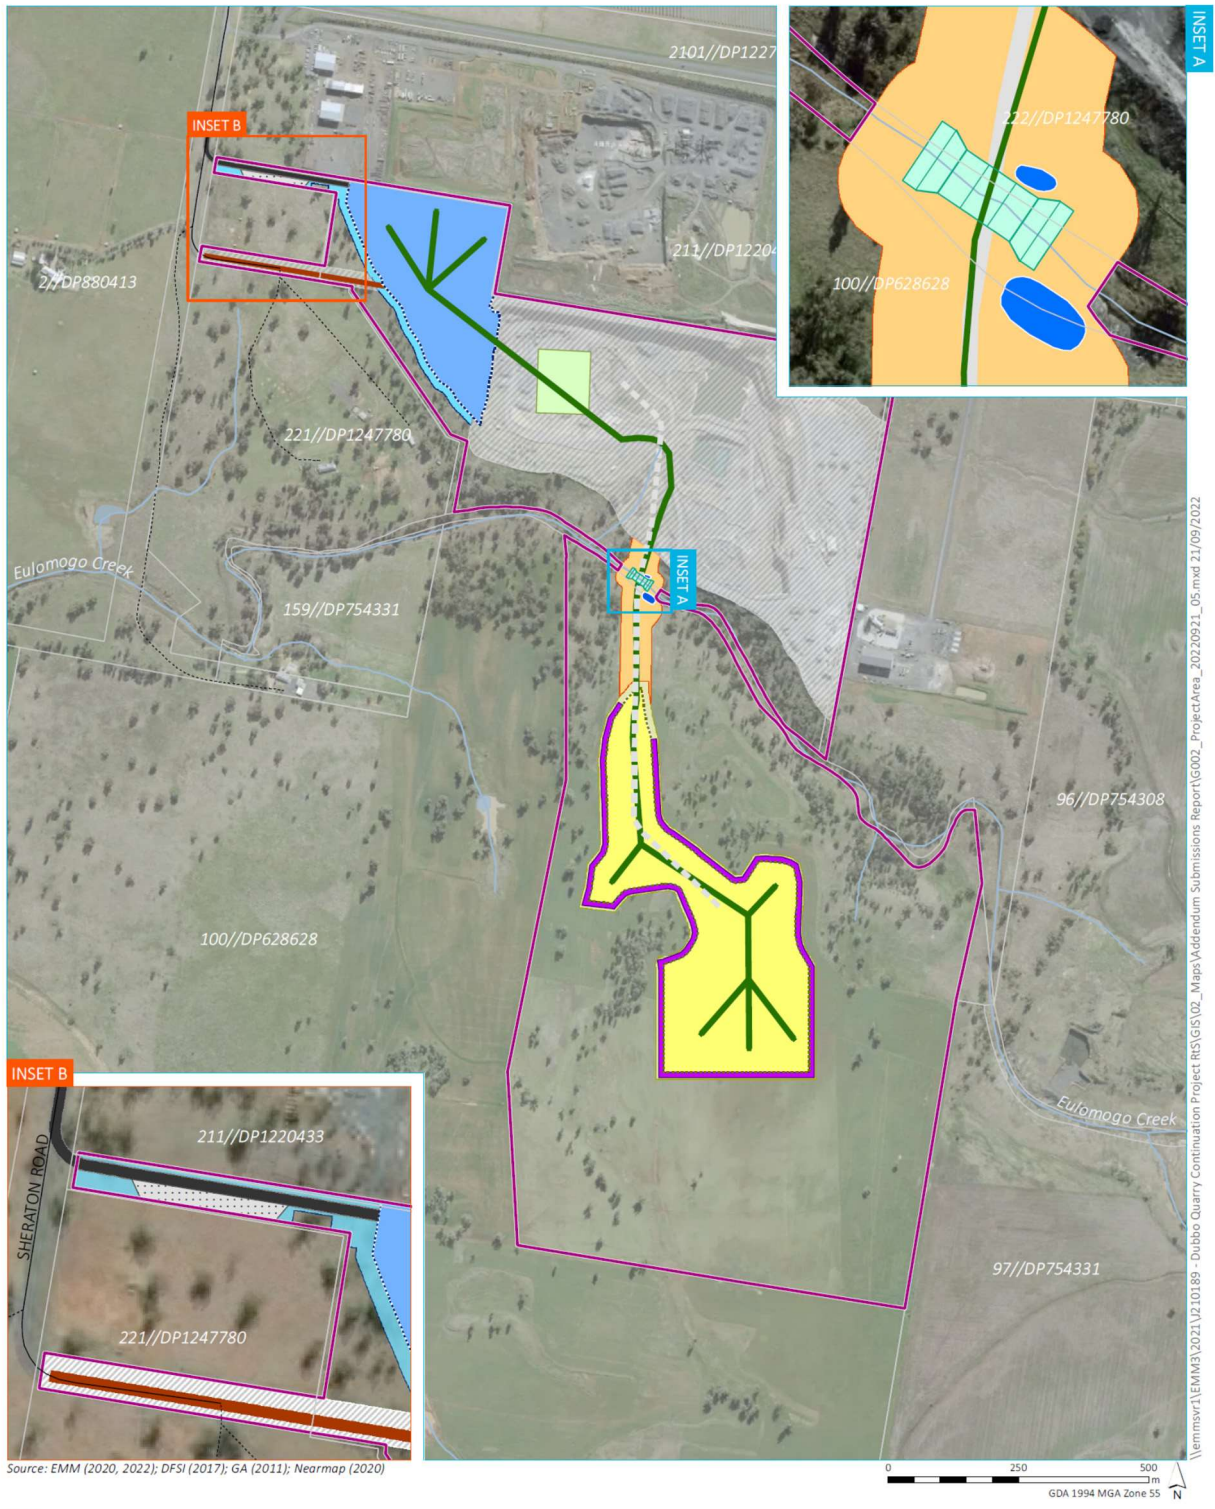 2101//DP1227
INSET A
222//DP1247780
100//DP628628
INSET B
211//DP12204
2//DP880413
221//DP1247780
INSET A
Eulomogo Creek
159//DP754331
96//DP754308
100//DP628628
INSET B
Eulomogo Creek
211//DP1220433
SHERATON ROAD
97//DP754331
221//DP1247780
\\emmsvr1\EMM3\2021\J210189 - Dubbo Quarry Continuation Project RtS\GIS\02_Maps\Addendum Submissions Report\G002_ProjectArea_20220921_05.mxd 21/09/2022
Source: EMM (2020, 2022); DFSI (2017); GA (2011); Nearmap (2020)
0 250 500
m
GDA 1994 MGA Zone 55 N